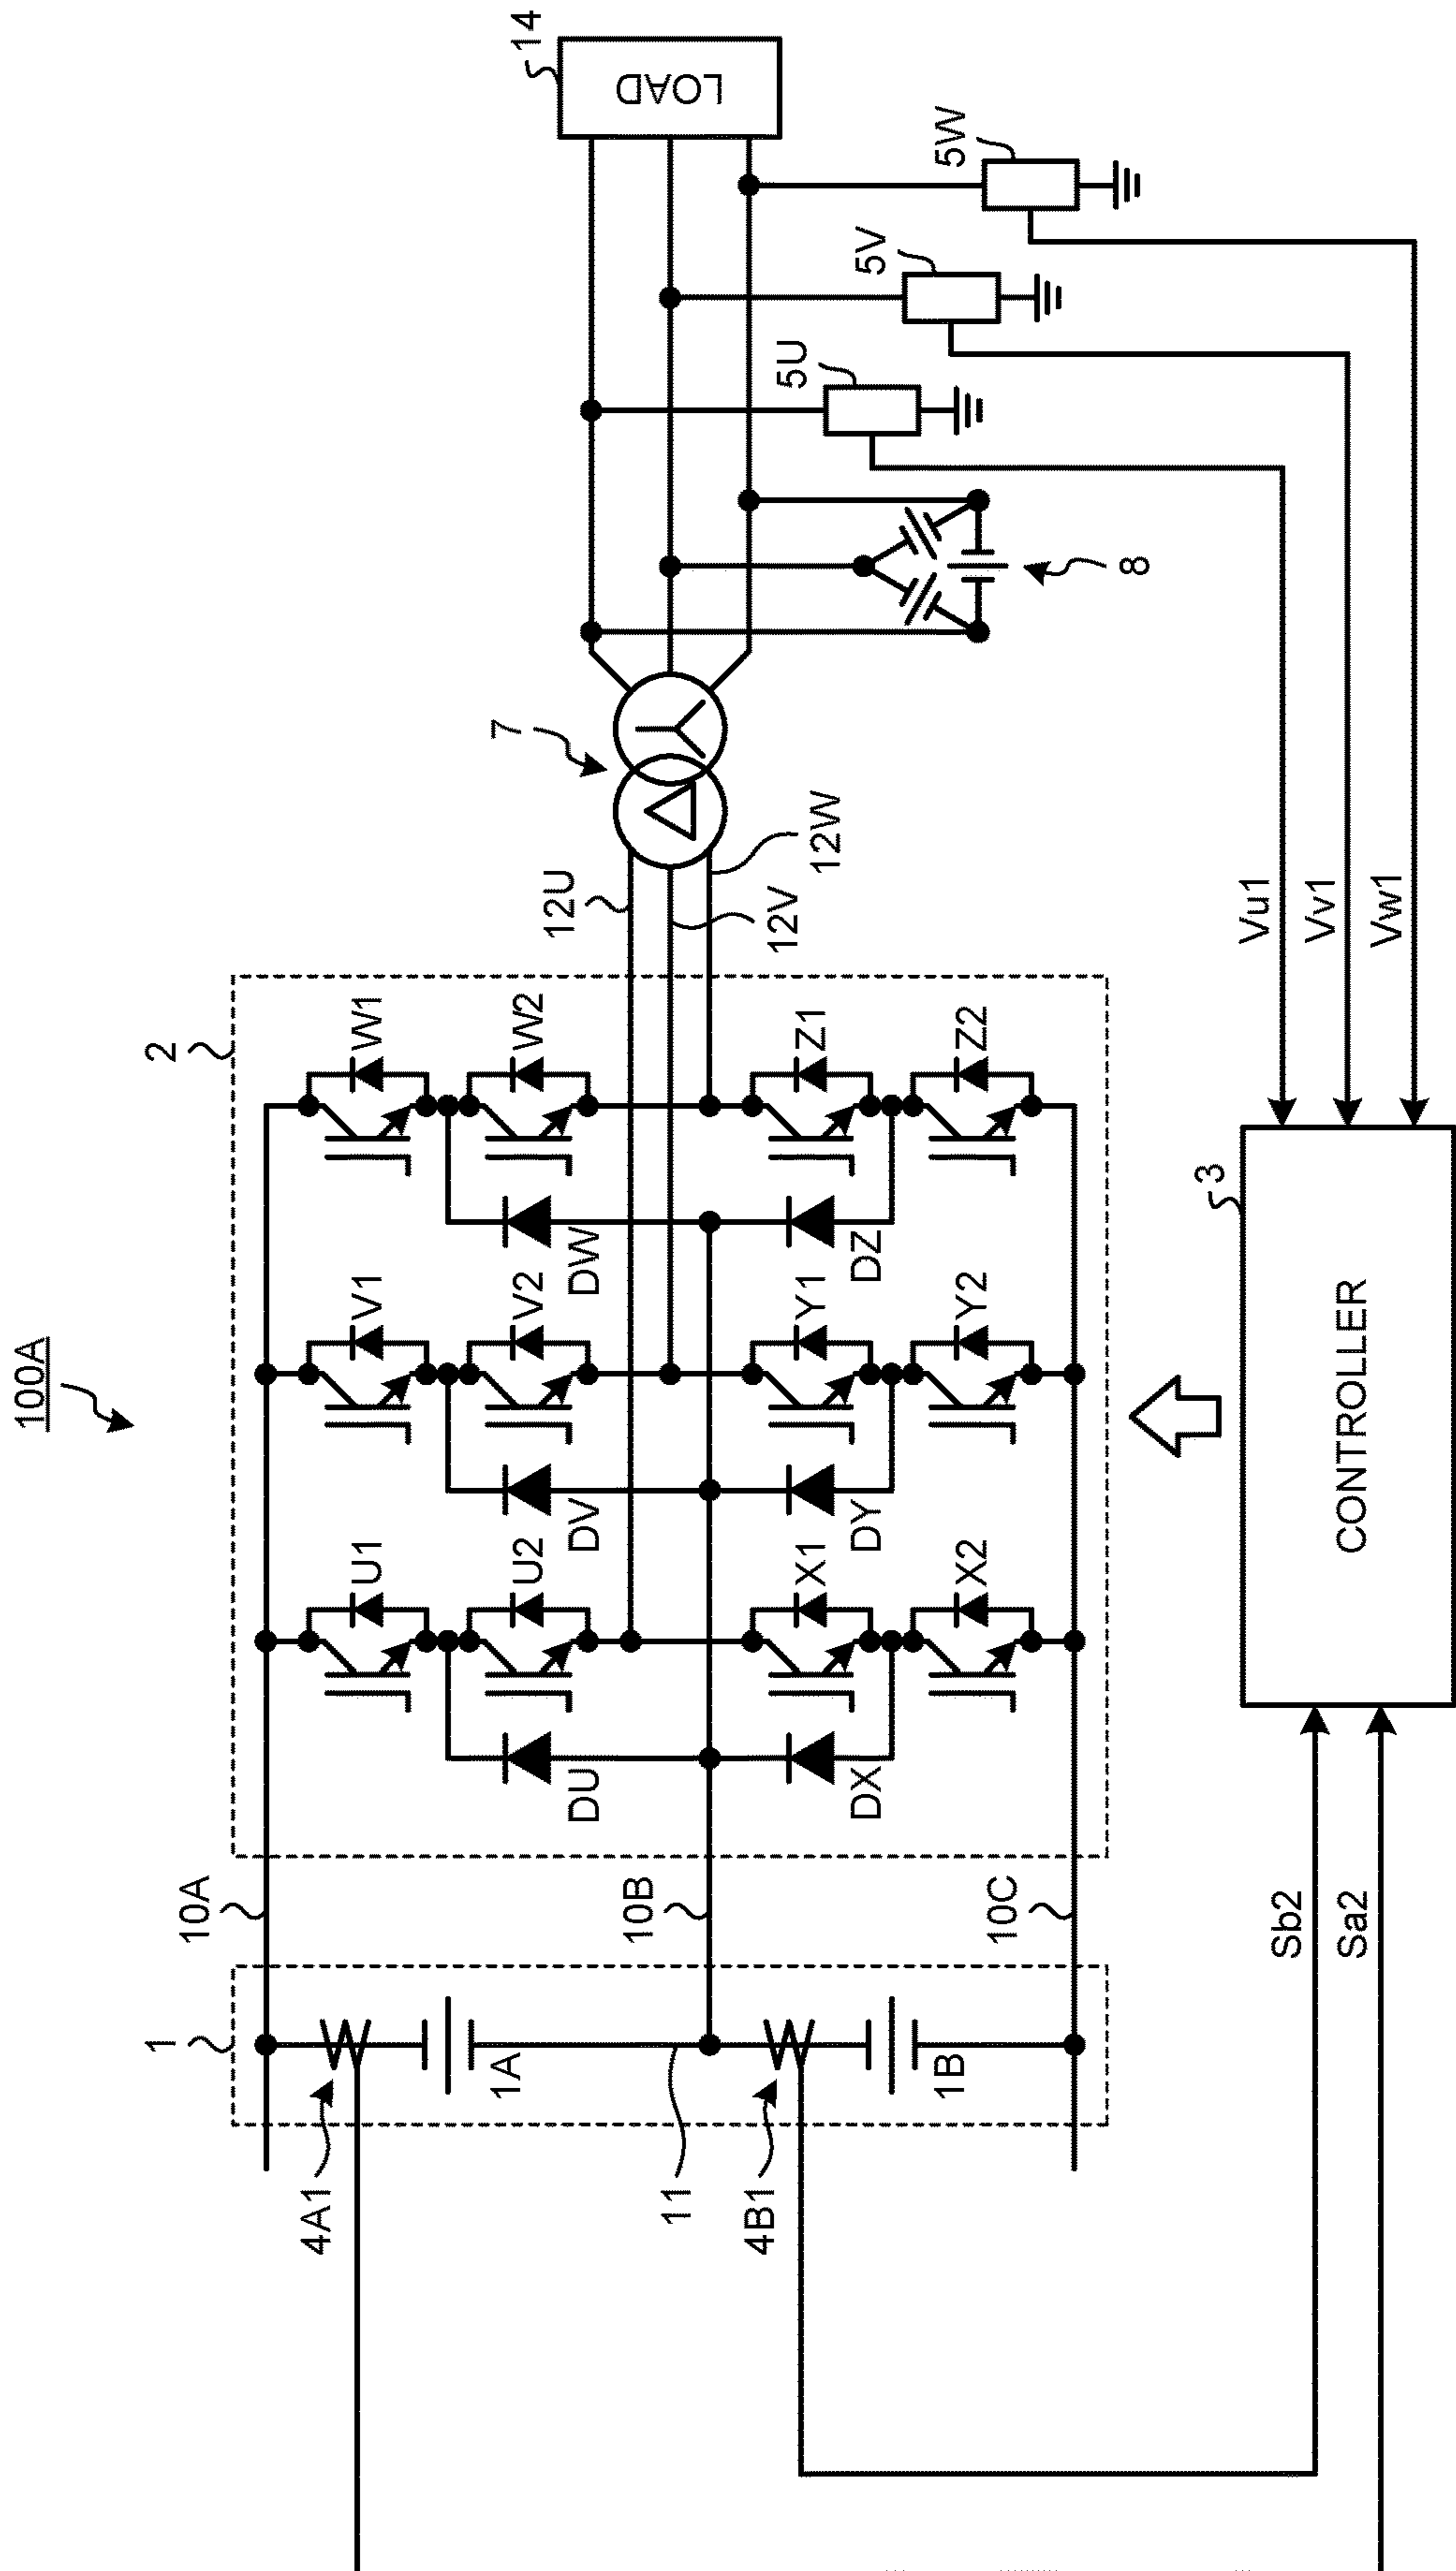 100A
1
2
10A
10B
10C
4A1
1A
11
4B1
1B
U1
U2
DU
X1
X2
DX
V1
V2
DV
Y1
Y2
DY
W1
W2
DW
Z1
Z2
DZ
12U
12V
12W
7
8
14
LOAD
5U
5V
5W
Vu1
Vv1
Vw1
3
CONTROLLER
Sb2
Sa2